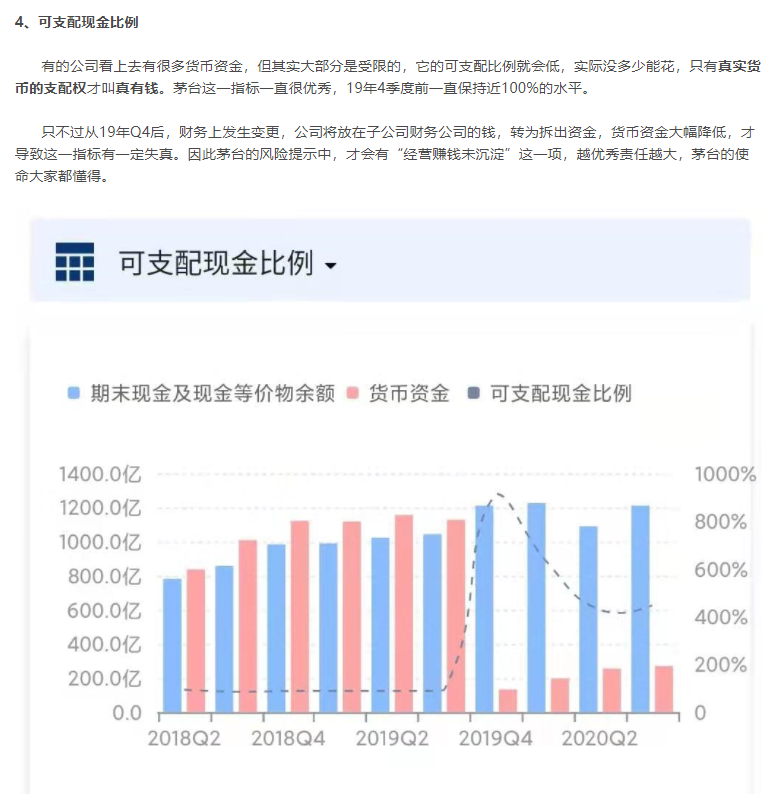 4、可支配现金比例
有的公司看上去有很多货币资金，但其实大部分是受限的，它的可支配比例就会低，实际没多少能花，只有真实货
币的支配权才叫真有钱。茅台这一指标一直很优秀，19年4季度前一直保持近100%的水平。
只不过从19年Q4后，财务上发生变更，公司将放在子公司财务公司的钱，转为拆出资金，货币资金大幅降低，才
导致这一指标有一定失真。因此茅台的风险提示中，才会有“经营赚钱未沉淀”这一项，越优秀责任越大，茅台的使
命大家都懂得。
可支配现金比例
期末现金及现金等价物余额 货币资金 可支配现金比例
1400.0亿 1000%
1200.0亿 800%
1000.0亿
800.0亿 600%
600.0亿 400%
400.0亿
200.0亿 200%
0.0 0
2018Q2 2018Q4 2019Q2 2019Q4 2020Q2